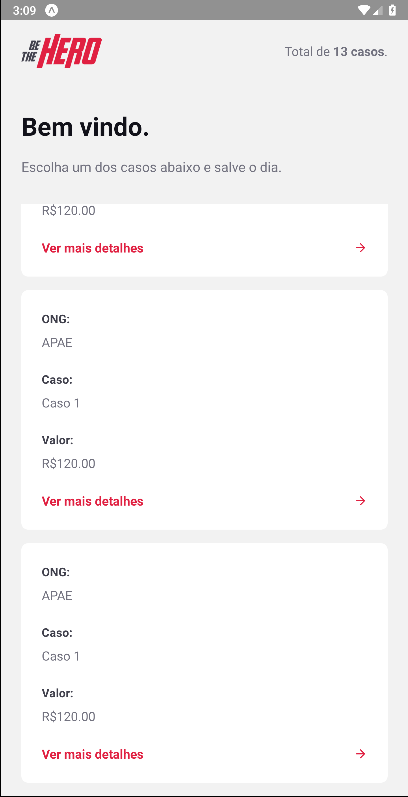 3:09
BE THE HERO
Total de 13 casos.
Bem vindo.
Escolha um dos casos abaixo e salve o dia.
R$120.00
Ver mais detalhes
ONG:
APAE
Caso:
Caso 1
Valor:
R$120.00
Ver mais detalhes
ONG:
APAE
Caso:
Caso 1
Valor:
R$120.00
Ver mais detalhes